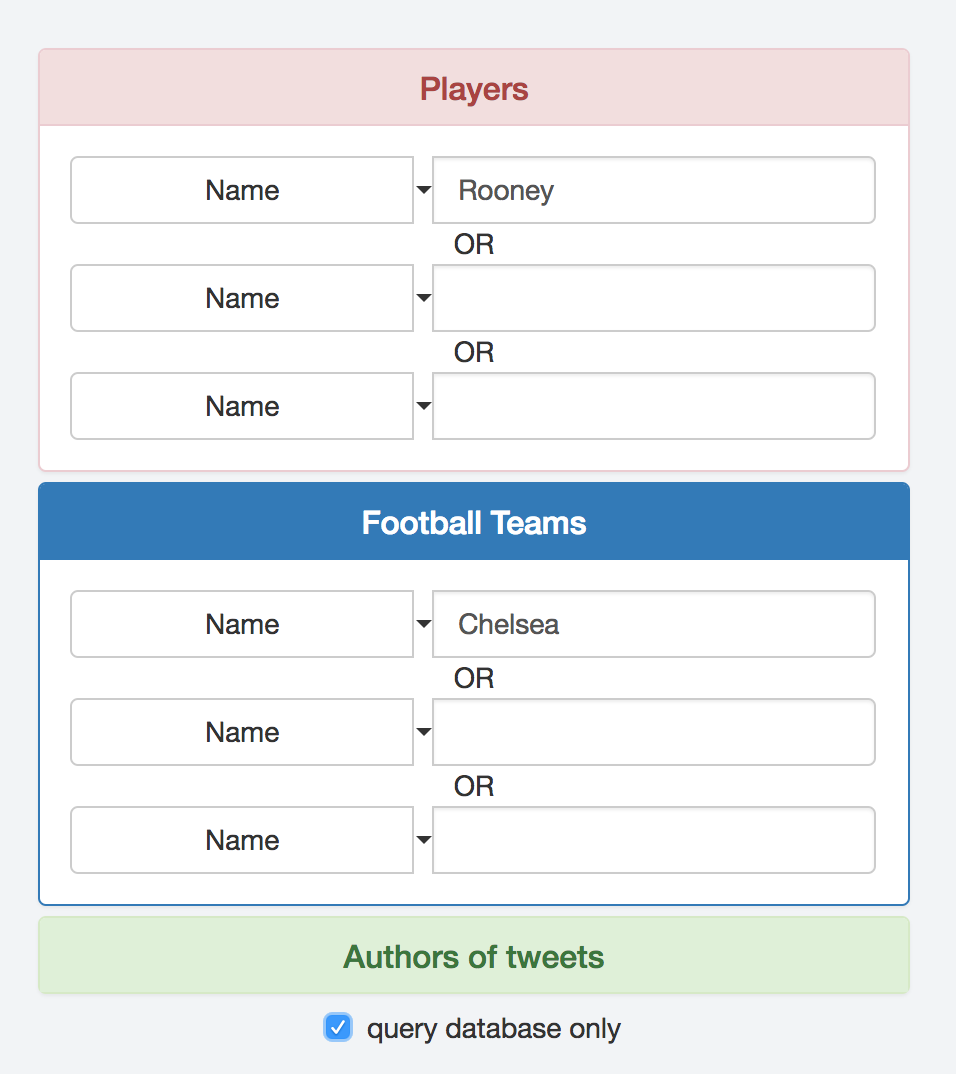 Players
Name Rooney
OR
Name
OR
Name
Football Teams
Name Chelsea
OR
Name
OR
Name
Authors of tweets
query database only